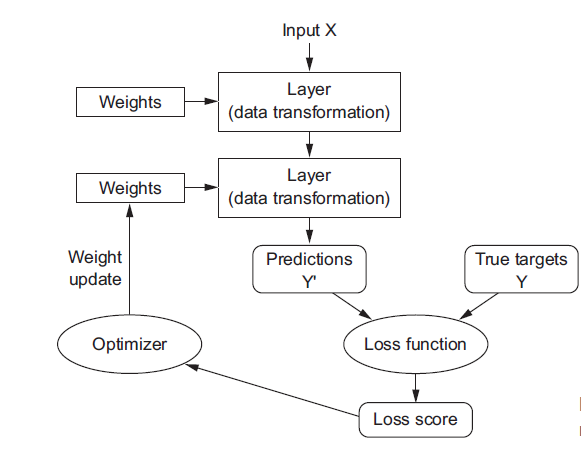 Input X
Layer
(data transformation)
Weights
Layer
(data transformation)
Weights
Weight
update
Predictions
Y'
True targets
Y
Optimizer
Loss function
Loss score